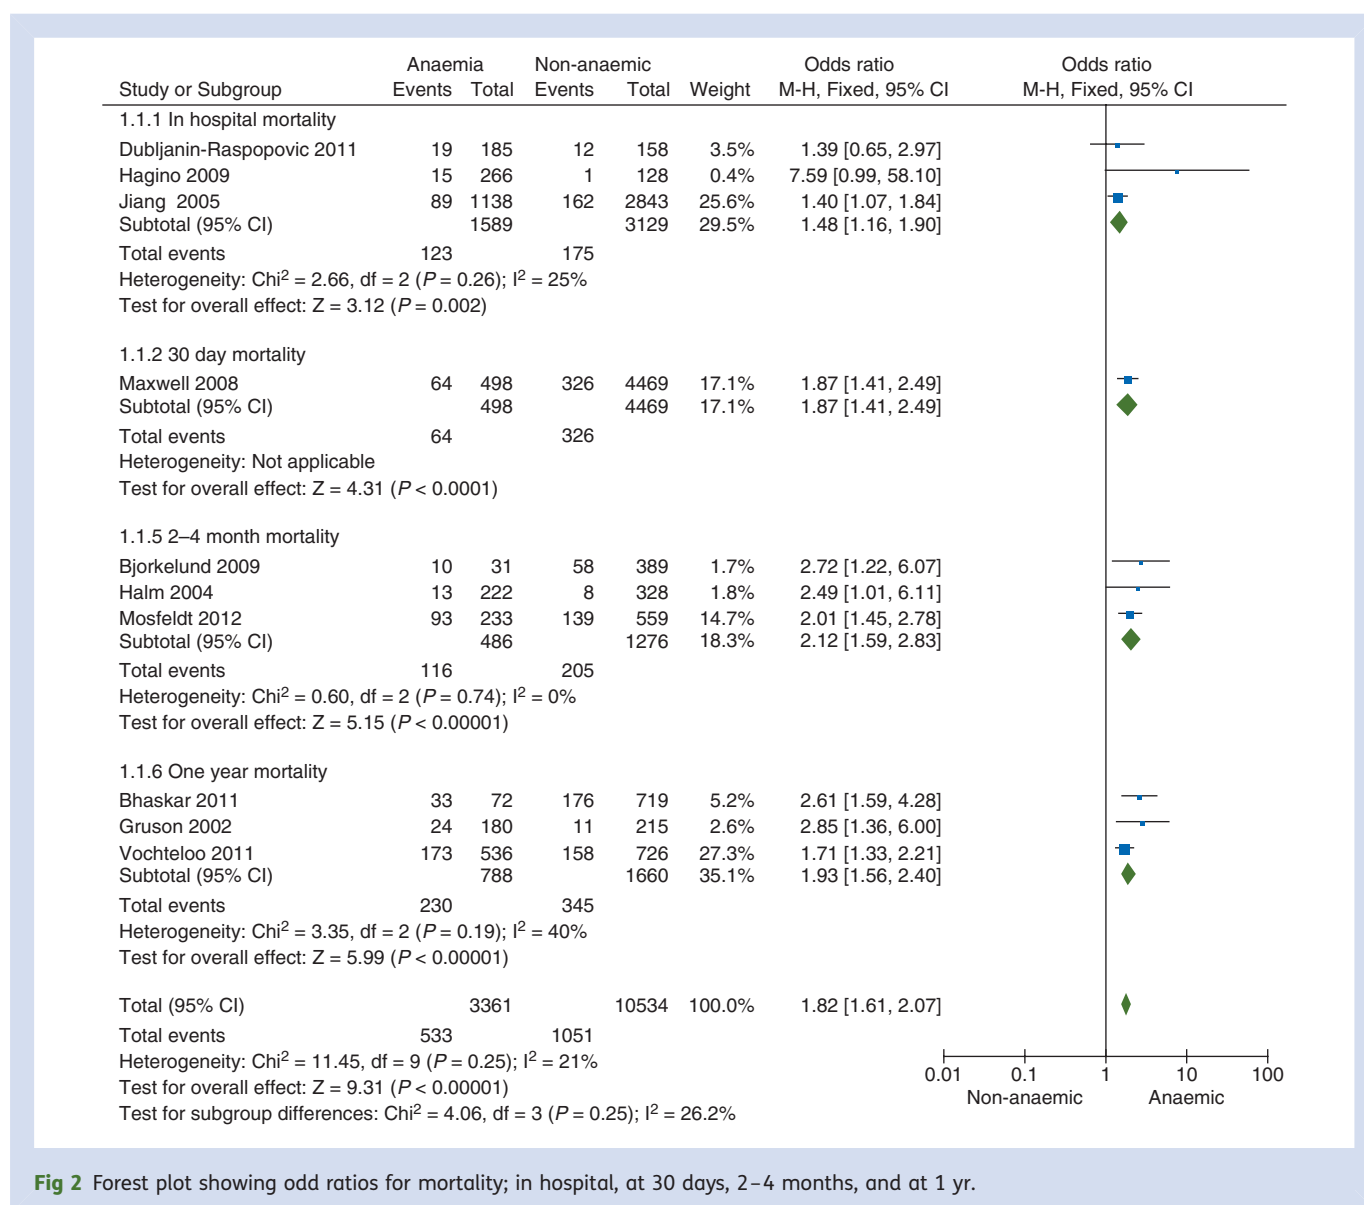 Anaemia Non-anaemic Odds ratio Odds ratio
Study or Subgroup Events Total Events Total Weight M-H, Fixed, 95% CI M-H, Fixed, 95% CI
1.1.1 In hospital mortality
Dubljanin-Raspopovic 2011 19 185 12 158 3.5% 1.39 [0.65, 2.97]
Hagino 2009 15 266 1 128 0.4% 7.59 [0.99, 58.10]
Jiang 2005 89 1138 162 2843 25.6% 1.40 [1.07, 1.84]
Subtotal (95% CI) 1589 3129 29.5% 1.48 [1.16, 1.90]
Total events 123 175
Heterogeneity: Chi² = 2.66, df = 2 (P = 0.26); I² = 25%
Test for overall effect: Z = 3.12 (P = 0.002)
1.1.2 30 day mortality
Maxwell 2008 64 498 326 4469 17.1% 1.87 [1.41, 2.49]
Subtotal (95% CI) 498 4469 17.1% 1.87 [1.41, 2.49]
Total events 64 326
Heterogeneity: Not applicable
Test for overall effect: Z = 4.31 (P < 0.0001)
1.1.5 2–4 month mortality
Bjorkelund 2009 10 31 58 389 1.7% 2.72 [1.22, 6.07]
Halm 2004 13 222 8 328 1.8% 2.49 [1.01, 6.11]
Mosfeldt 2012 93 233 139 559 14.7% 2.01 [1.45, 2.78]
Subtotal (95% CI) 486 1276 18.3% 2.12 [1.59, 2.83]
Total events 116 205
Heterogeneity: Chi² = 0.60, df = 2 (P = 0.74); I² = 0%
Test for overall effect: Z = 5.15 (P < 0.00001)
1.1.6 One year mortality
Bhaskar 2011 33 72 176 719 5.2% 2.61 [1.59, 4.28]
Gruson 2002 24 180 11 215 2.6% 2.85 [1.36, 6.00]
Vochteloo 2011 173 536 158 726 27.3% 1.71 [1.33, 2.21]
Subtotal (95% CI) 788 1660 35.1% 1.93 [1.56, 2.40]
Total events 230 345
Heterogeneity: Chi² = 3.35, df = 2 (P = 0.19); I² = 40%
Test for overall effect: Z = 5.99 (P < 0.00001)
Total (95% CI) 3361 10534 100.0% 1.82 [1.61, 2.07]
Total events 533 1051
Heterogeneity: Chi² = 11.45, df = 9 (P = 0.25); I² = 21%
Test for overall effect: Z = 9.31 (P < 0.00001)
Test for subgroup differences: Chi² = 4.06, df = 3 (P = 0.25); I² = 26.2%
0.01 0.1 1 10 100
Non-anaemic Anaemic
Fig 2 Forest plot showing odd ratios for mortality; in hospital, at 30 days, 2–4 months, and at 1 yr.